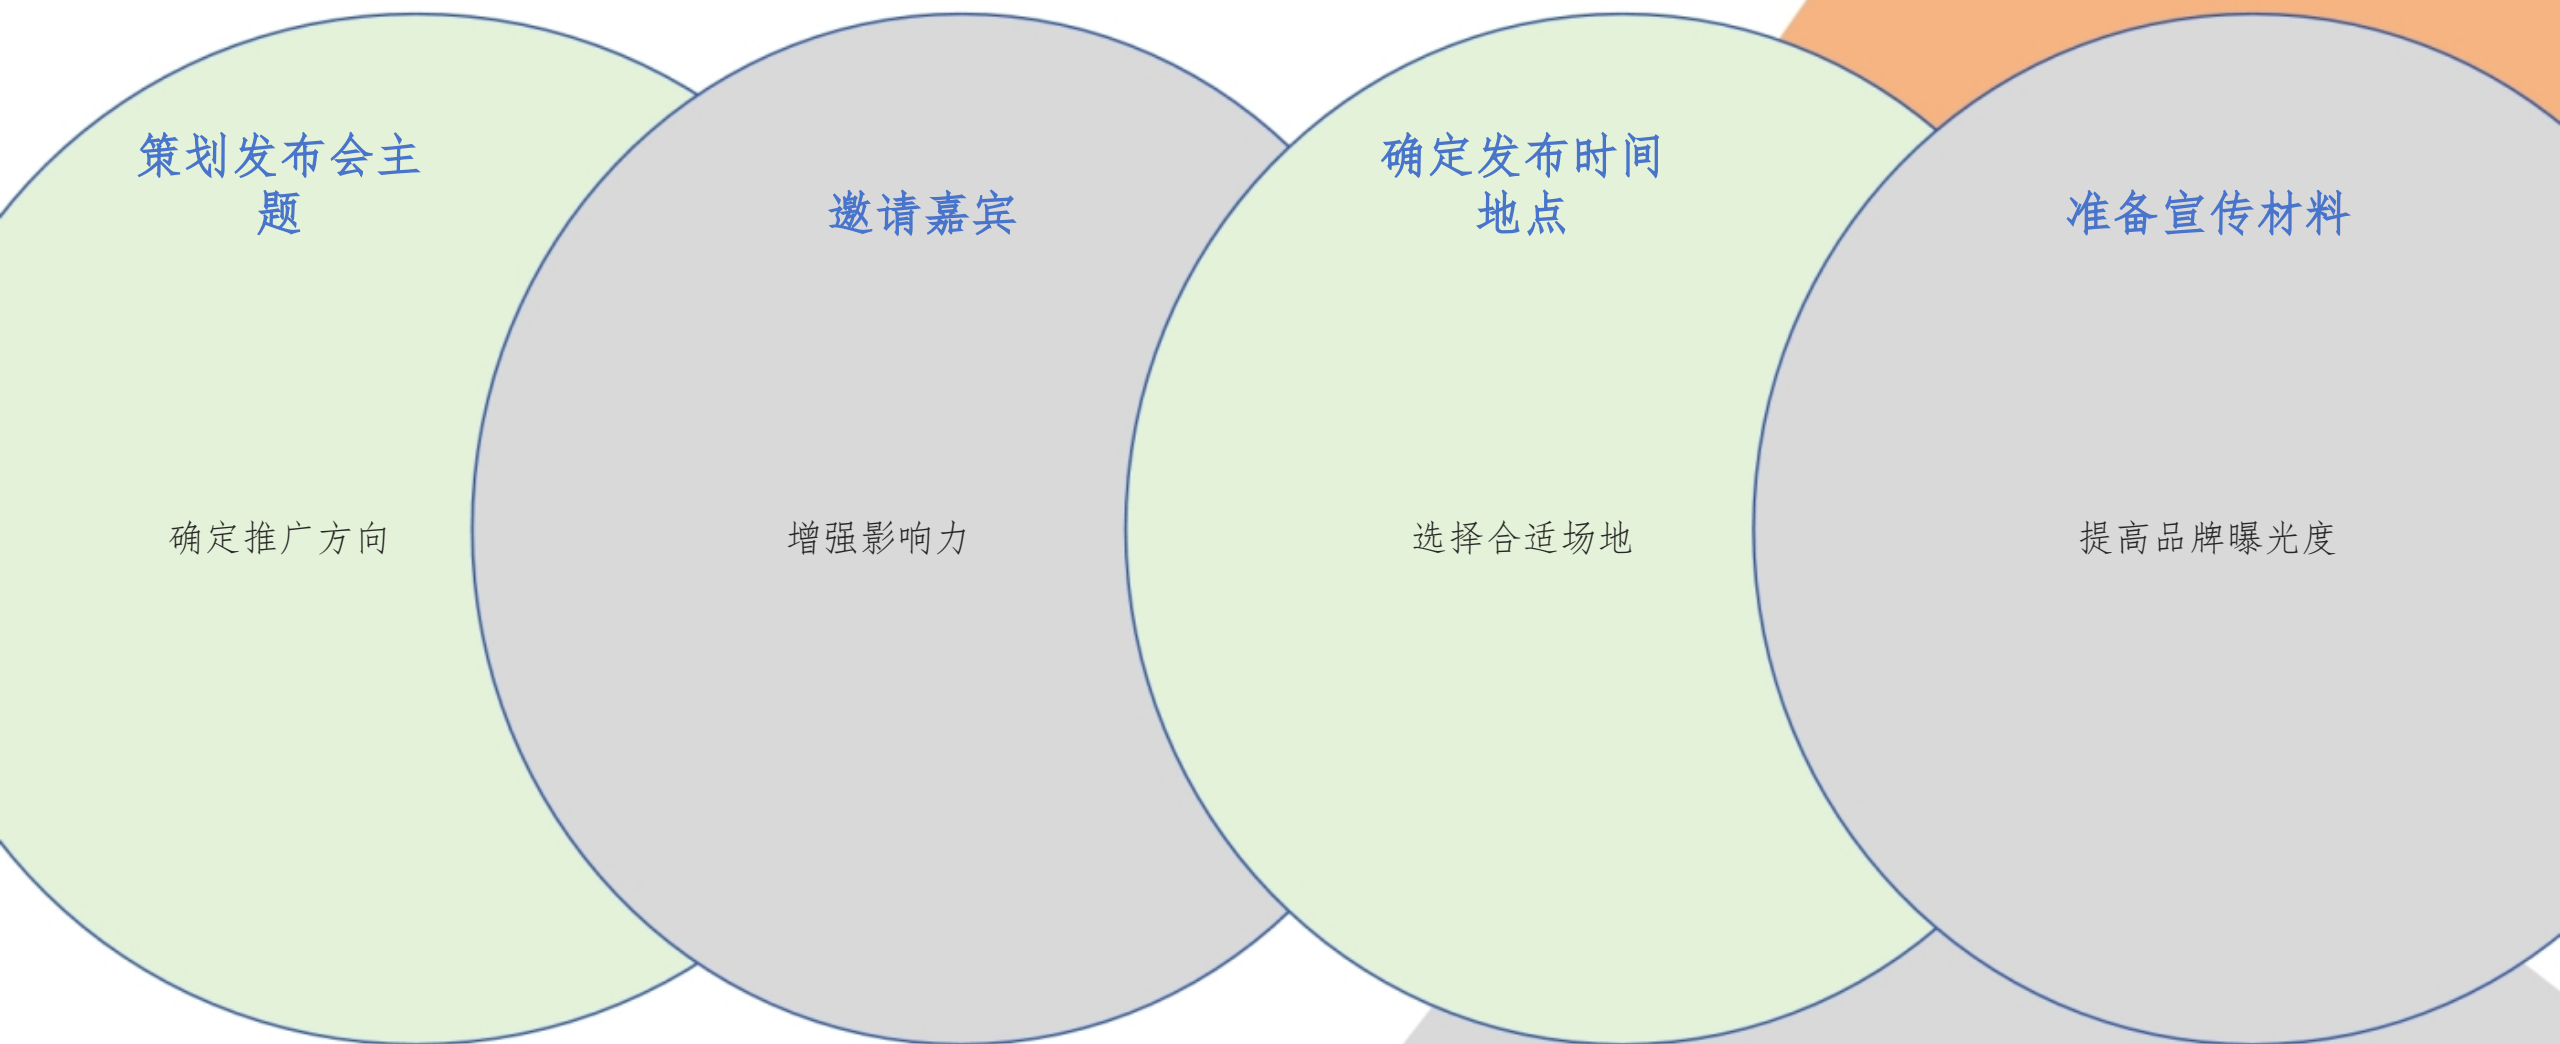 策划发布会主
题
确定推广方向
邀请嘉宾
增强影响力
确定发布时间
地点
选择合适场地
准备宣传材料
提高品牌曝光度